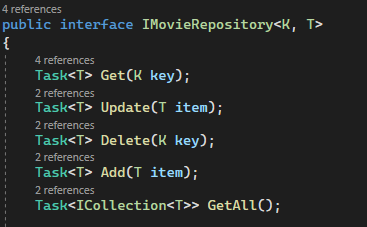 4 references
public interface IMovieRepository<K, T>
{
4 references
Task<T> Get(K key);
2 references
Task<T> Update(T item);
2 references
Task<T> Delete(K key);
2 references
Task<T> Add(T item);
2 references
Task<ICollection<T>> GetAll();